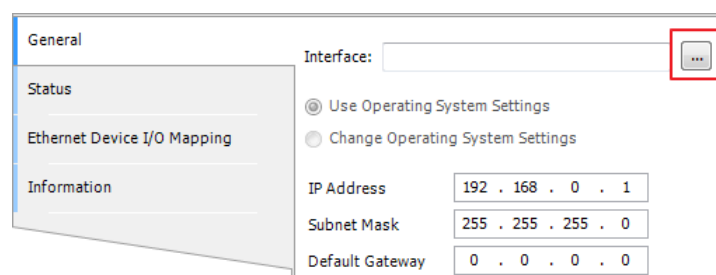 General
Status
Ethernet Device I/O Mapping
Information
Interface: ...
Use Operating System Settings
Change Operating System Settings
IP Address 192 . 168 . 0 . 1
Subnet Mask 255 . 255 . 255 . 0
Default Gateway 0 . 0 . 0 . 0